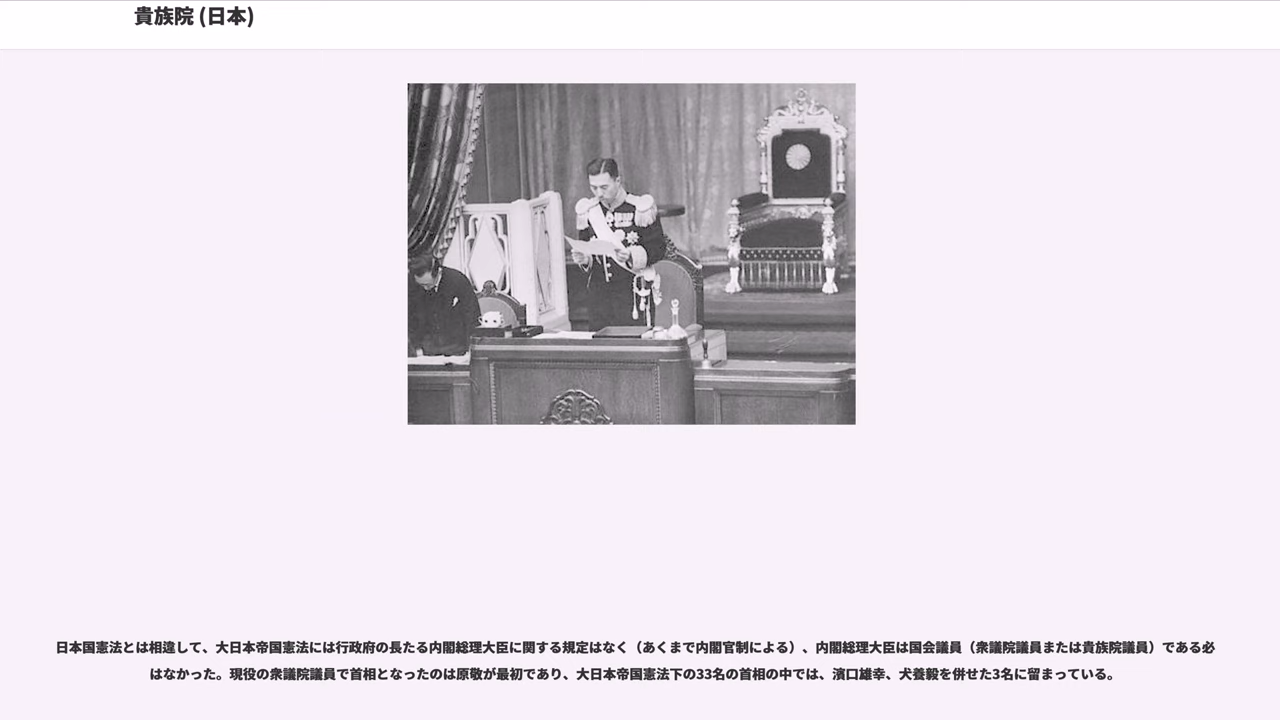 貴族院 (日本)
日本国憲法とは相違して、大日本帝国憲法には行政府の長たる内閣総理大臣に関する規定はなく（あくまで内閣官制による）、内閣総理大臣は国会議員（衆議院議員または貴族院議員）である必
はなかった。現役の衆議院議員で首相となったのは原敬が最初であり、大日本帝国憲法下の33名の首相の中では、濱口雄幸、犬養毅を併せた3名に留まっている。